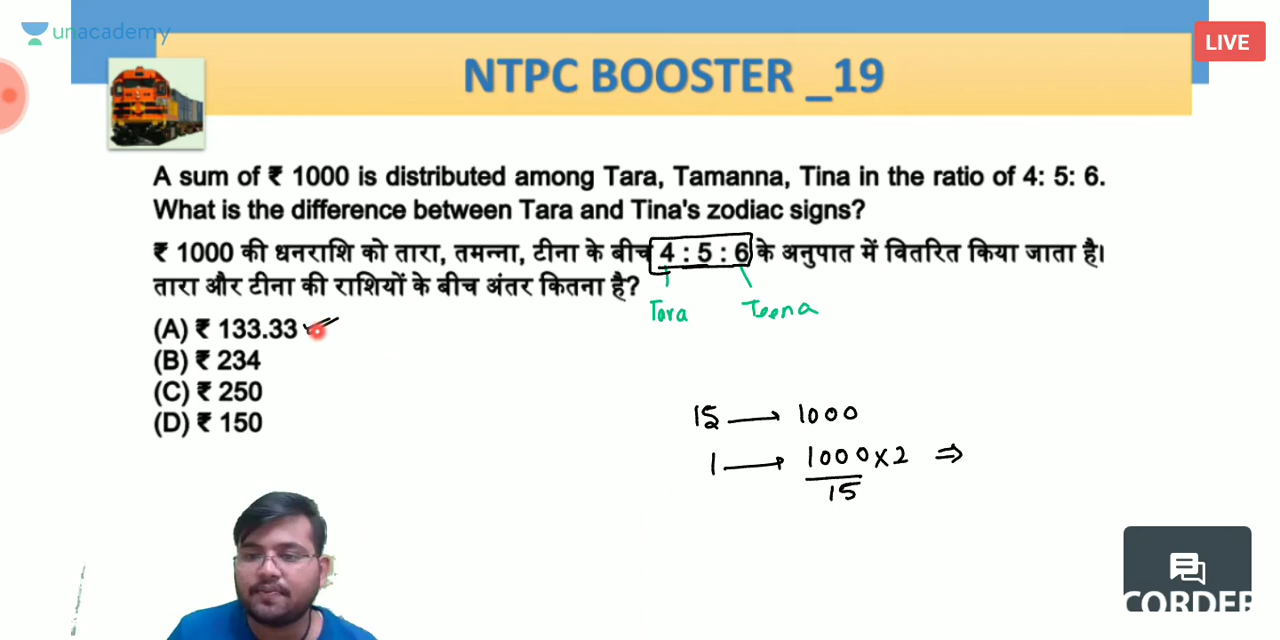 unacademy
LIVE
NTPC BOOSTER _19
A sum of ₹ 1000 is distributed among Tara, Tamanna, Tina in the ratio of 4: 5: 6.
What is the difference between Tara and Tina's zodiac signs?
₹ 1000 की धनराशि को तारा, तमन्ना, टीना के बीच 4 : 5 : 6 के अनुपात में वितरित किया जाता है।
तारा और टीना की राशियों के बीच अंतर कितना है?
Tara Teena
(A) ₹ 133.33
(B) ₹ 234
(C) ₹ 250
(D) ₹ 150
15 → 1000
1 → 1000 × 2 ⇒
15
CORDER